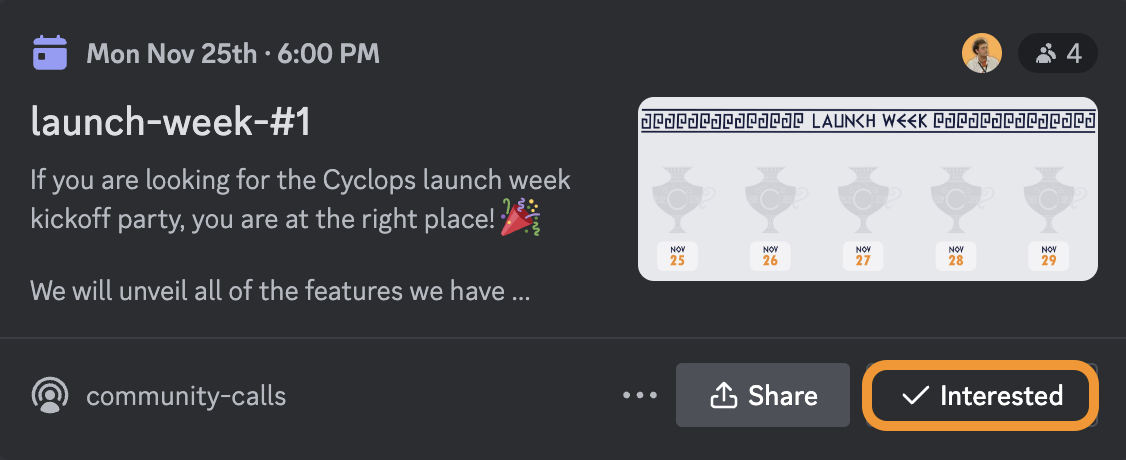 Mon Nov 25th · 6:00 PM
4
launch-week-#1
If you are looking for the Cyclops launch week
kickoff party, you are at the right place!🎉
We will unveil all of the features we have ...
LAUNCH WEEK
NOV NOV NOV NOV NOV
25 26 27 28 29
community-calls
Share
Interested